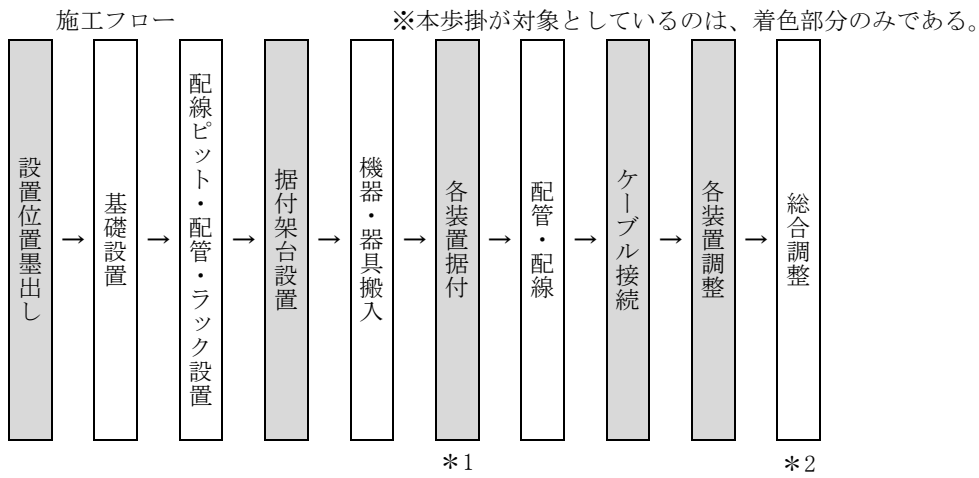 施工フロー
※本歩掛が対象としているのは、着色部分のみである。
設置位置墨出し
→
基礎設置
→
配線ピット・配管・ラック設置
→
据付架台設置
→
機器・器具搬入
→
各装置据付
→
配管・配線
→
ケーブル接続
→
各装置調整
→
総合調整
＊1
＊2